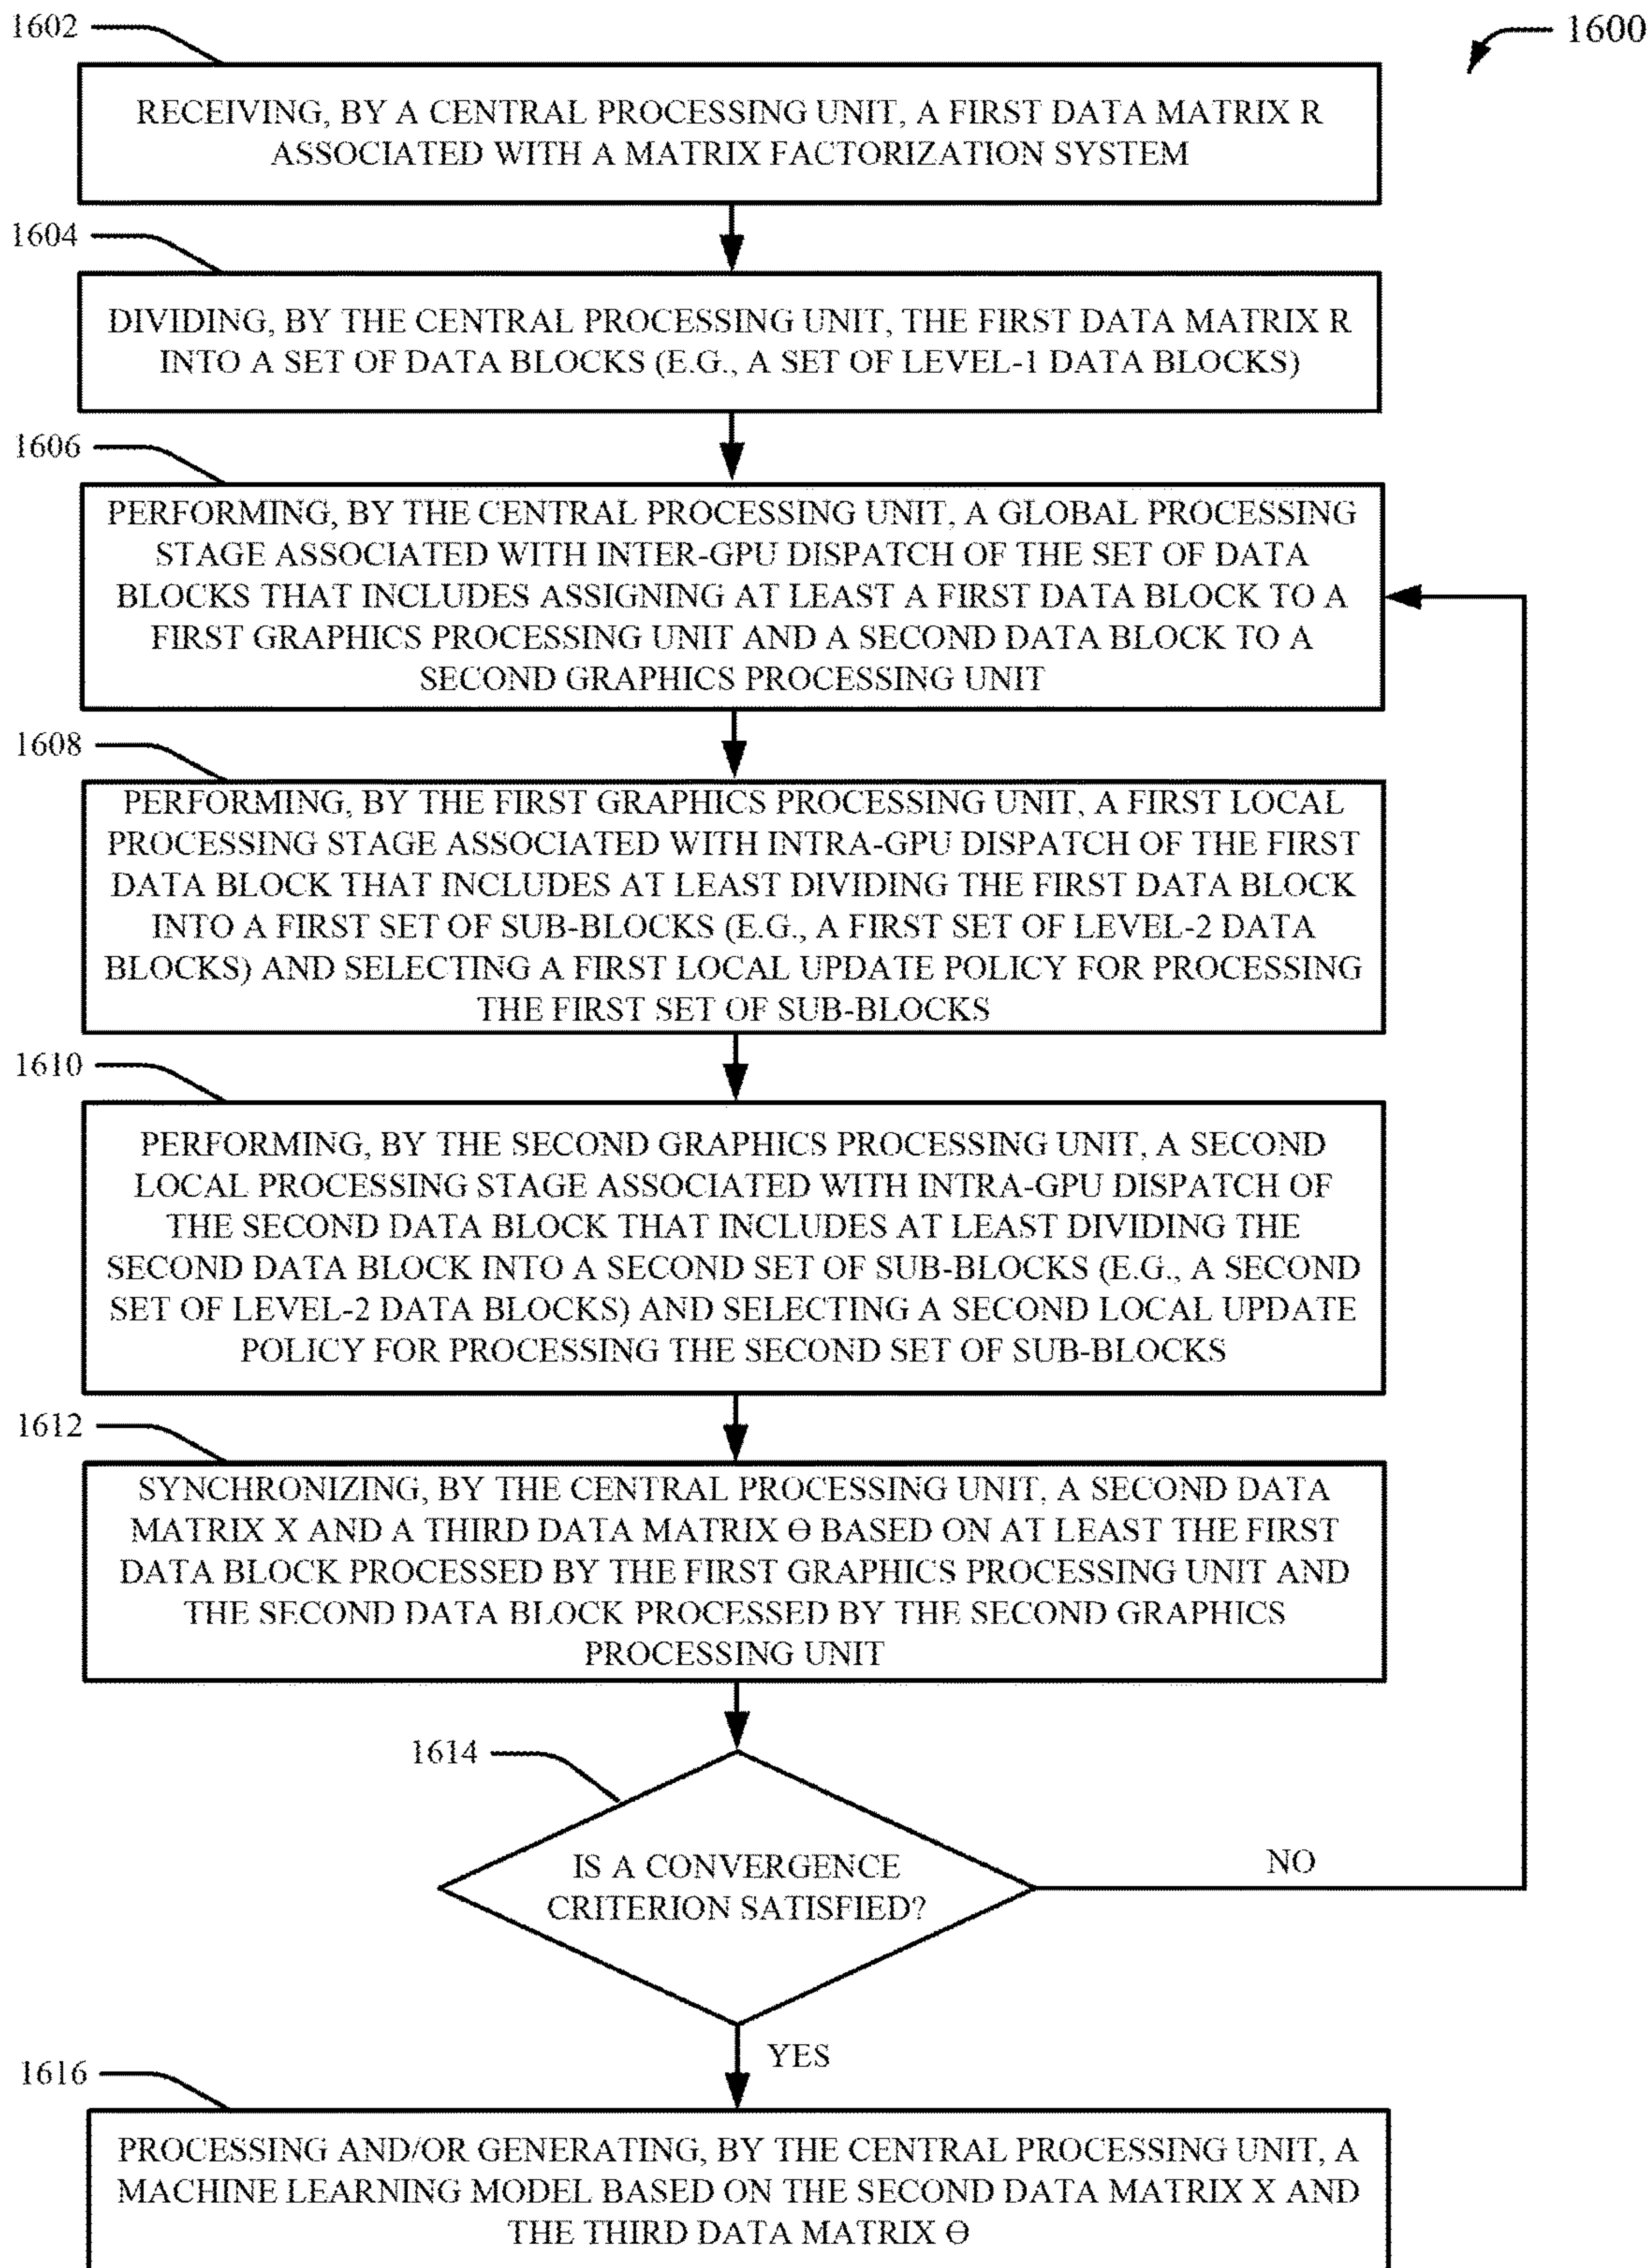 1602
1600
RECEIVING, BY A CENTRAL PROCESSING UNIT, A FIRST DATA MATRIX R
ASSOCIATED WITH A MATRIX FACTORIZATION SYSTEM
1604
DIVIDING, BY THE CENTRAL PROCESSING UNIT, THE FIRST DATA MATRIX R
INTO A SET OF DATA BLOCKS (E.G., A SET OF LEVEL-1 DATA BLOCKS)
1606
PERFORMING, BY THE CENTRAL PROCESSING UNIT, A GLOBAL PROCESSING
STAGE ASSOCIATED WITH INTER-GPU DISPATCH OF THE SET OF DATA
BLOCKS THAT INCLUDES ASSIGNING AT LEAST A FIRST DATA BLOCK TO A
FIRST GRAPHICS PROCESSING UNIT AND A SECOND DATA BLOCK TO A
SECOND GRAPHICS PROCESSING UNIT
1608
PERFORMING, BY THE FIRST GRAPHICS PROCESSING UNIT, A FIRST LOCAL
PROCESSING STAGE ASSOCIATED WITH INTRA-GPU DISPATCH OF THE FIRST
DATA BLOCK THAT INCLUDES AT LEAST DIVIDING THE FIRST DATA BLOCK
INTO A FIRST SET OF SUB-BLOCKS (E.G., A FIRST SET OF LEVEL-2 DATA
BLOCKS) AND SELECTING A FIRST LOCAL UPDATE POLICY FOR PROCESSING
THE FIRST SET OF SUB-BLOCKS
1610
PERFORMING, BY THE SECOND GRAPHICS PROCESSING UNIT, A SECOND
LOCAL PROCESSING STAGE ASSOCIATED WITH INTRA-GPU DISPATCH OF
THE SECOND DATA BLOCK THAT INCLUDES AT LEAST DIVIDING THE
SECOND DATA BLOCK INTO A SECOND SET OF SUB-BLOCKS (E.G., A SECOND
SET OF LEVEL-2 DATA BLOCKS) AND SELECTING A SECOND LOCAL UPDATE
POLICY FOR PROCESSING THE SECOND SET OF SUB-BLOCKS
1612
SYNCHRONIZING, BY THE CENTRAL PROCESSING UNIT, A SECOND DATA
MATRIX X AND A THIRD DATA MATRIX Θ BASED ON AT LEAST THE FIRST
DATA BLOCK PROCESSED BY THE FIRST GRAPHICS PROCESSING UNIT AND
THE SECOND DATA BLOCK PROCESSED BY THE SECOND GRAPHICS
PROCESSING UNIT
1614
IS A CONVERGENCE
CRITERION SATISFIED?
NO
YES
1616
PROCESSING AND/OR GENERATING, BY THE CENTRAL PROCESSING UNIT, A
MACHINE LEARNING MODEL BASED ON THE SECOND DATA MATRIX X AND
THE THIRD DATA MATRIX Θ